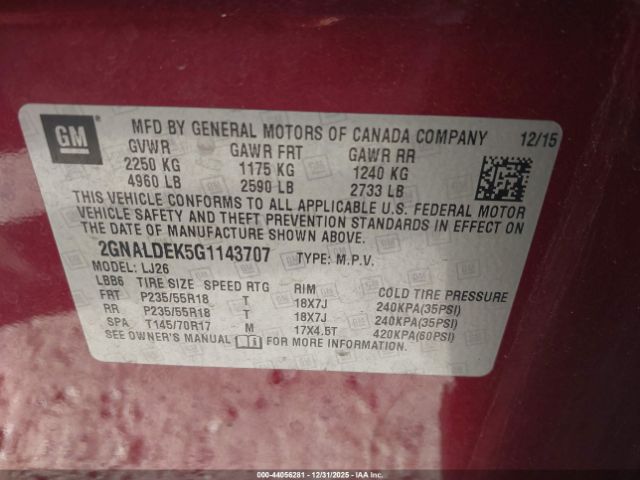 GM
MFD BY GENERAL MOTORS OF CANADA COMPANY 12/15
GVWR GAWR FRT GAWR RR
2250 KG 1175 KG 1240 KG
4960 LB 2590 LB 2733 LB
THIS VEHICLE CONFORMS TO ALL APPLICABLE U.S. FEDERAL MOTOR
VEHICLE SAFETY AND THEFT PREVENTION STANDARDS IN EFFECT ON
THE DATE OF MANUFACTURE SHOWN ABOVE.
2GNALDEK5G1143707 TYPE: M.P.V.
MODEL: LJ26
LBB6 TIRE SIZE SPEED RTG RIM COLD TIRE PRESSURE
FRT P235/55R18 T 18X7J 240KPA(35PSI)
RR P235/55R18 T 18X7J 240KPA(35PSI)
SPA T145/70R17 M 17X4.5T 420KPA(60PSI)
SEE OWNER'S MANUAL FOR MORE INFORMATION.
000-44056281 - 12/31/2025 - IAA Inc.